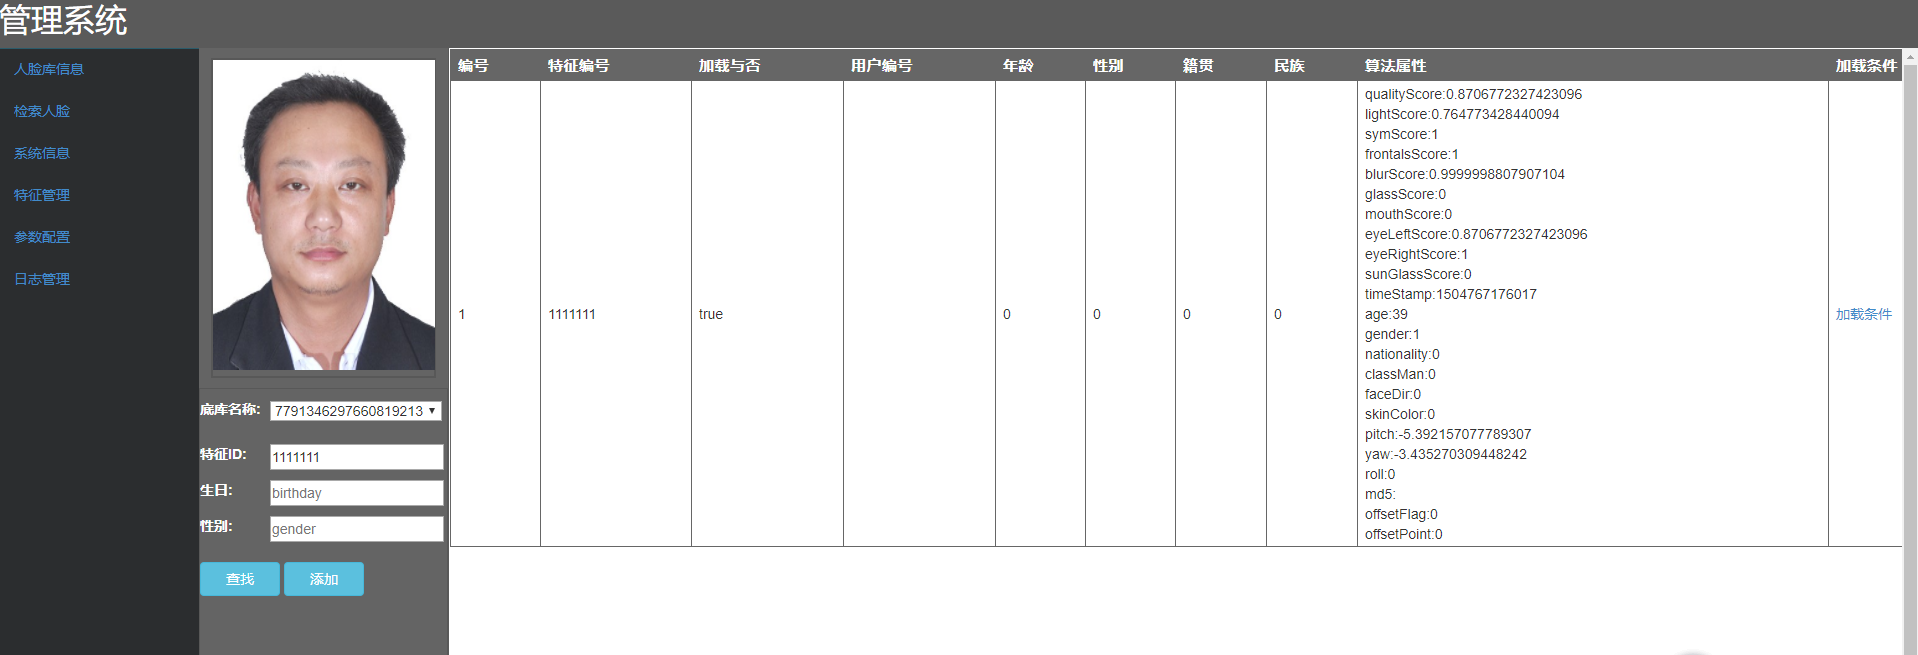 管理系统
人脸库信息
检索人脸
系统信息
特征管理
参数配置
日志管理
底库名称: 7791346297660819213
特征ID: 1111111
生日: birthday
性别: gender
查找 添加
编号 特征编号 加载与否 用户编号 年龄 性别 籍贯 民族 算法属性 加载条件
1 1111111 true 0 0 0 0
qualityScore:0.8706772327423096
lightScore:0.764773428440094
symScore:1
frontalsScore:1
blurScore:0.9999998807907104
glassScore:0
mouthScore:0
eyeLeftScore:0.8706772327423096
eyeRightScore:1
sunGlassScore:0
timeStamp:1504767176017
age:39
gender:1
nationality:0
classMan:0
faceDir:0
skinColor:0
pitch:-5.392157077789307
yaw:-3.435270309448242
roll:0
md5:
offsetFlag:0
offsetPoint:0
加载条件